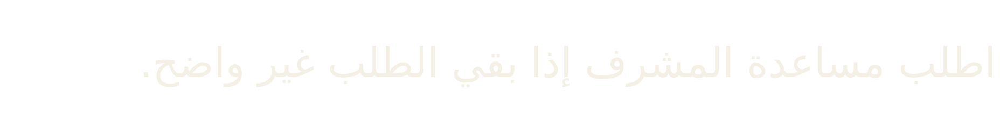 اطلب مساعدة المشرف إذا بقي الطلب غير واضح.